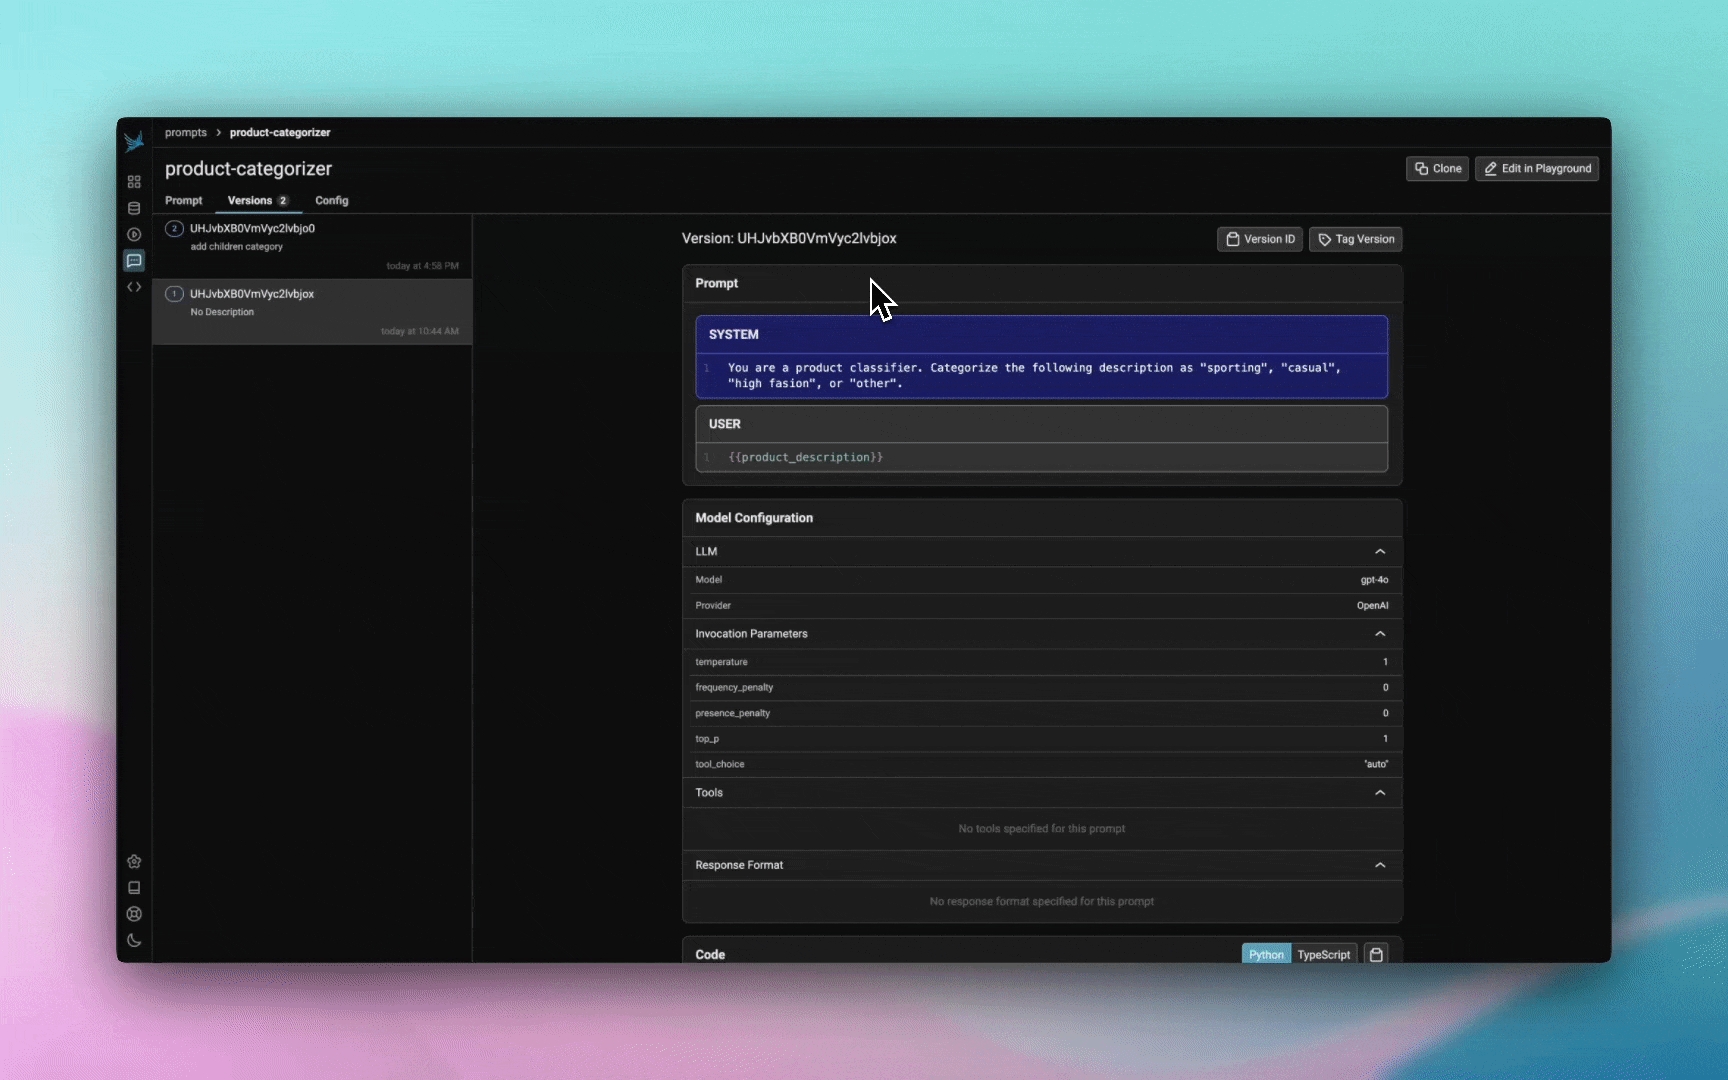 prompts > product-categorizer
product-categorizer
Clone
Edit in Playground
Prompt
Versions 2
Config
2 UHJvbXB0VmVyc2lvbjo0
add children category
today at 4:58 PM
1 UHJvbXB0VmVyc2lvbjox
No Description
today at 10:44 AM
Version: UHJvbXB0VmVyc2lvbjox
Version ID
Tag Version
Prompt
SYSTEM
1 You are a product classifier. Categorize the following description as "sporting", "casual",
"high fasion", or "other".
USER
1 {{product_description}}
Model Configuration
LLM
Model gpt-4o
Provider OpenAI
Invocation Parameters
temperature 1
frequency_penalty 0
presence_penalty 0
top_p 1
tool_choice "auto"
Tools
No tools specified for this prompt
Response Format
No response format specified for this prompt
Code
Python
TypeScript